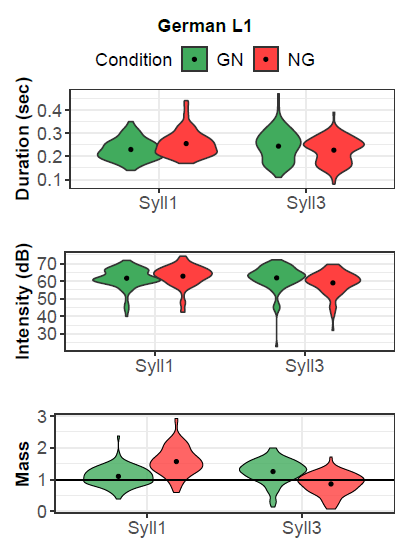 German L1
Condition GN NG
Duration (sec)
0.4
0.3
0.2
0.1
Syll1 Syll3
Intensity (dB)
70
60
50
40
30
Syll1 Syll3
Mass
3
2
1
0
Syll1 Syll3